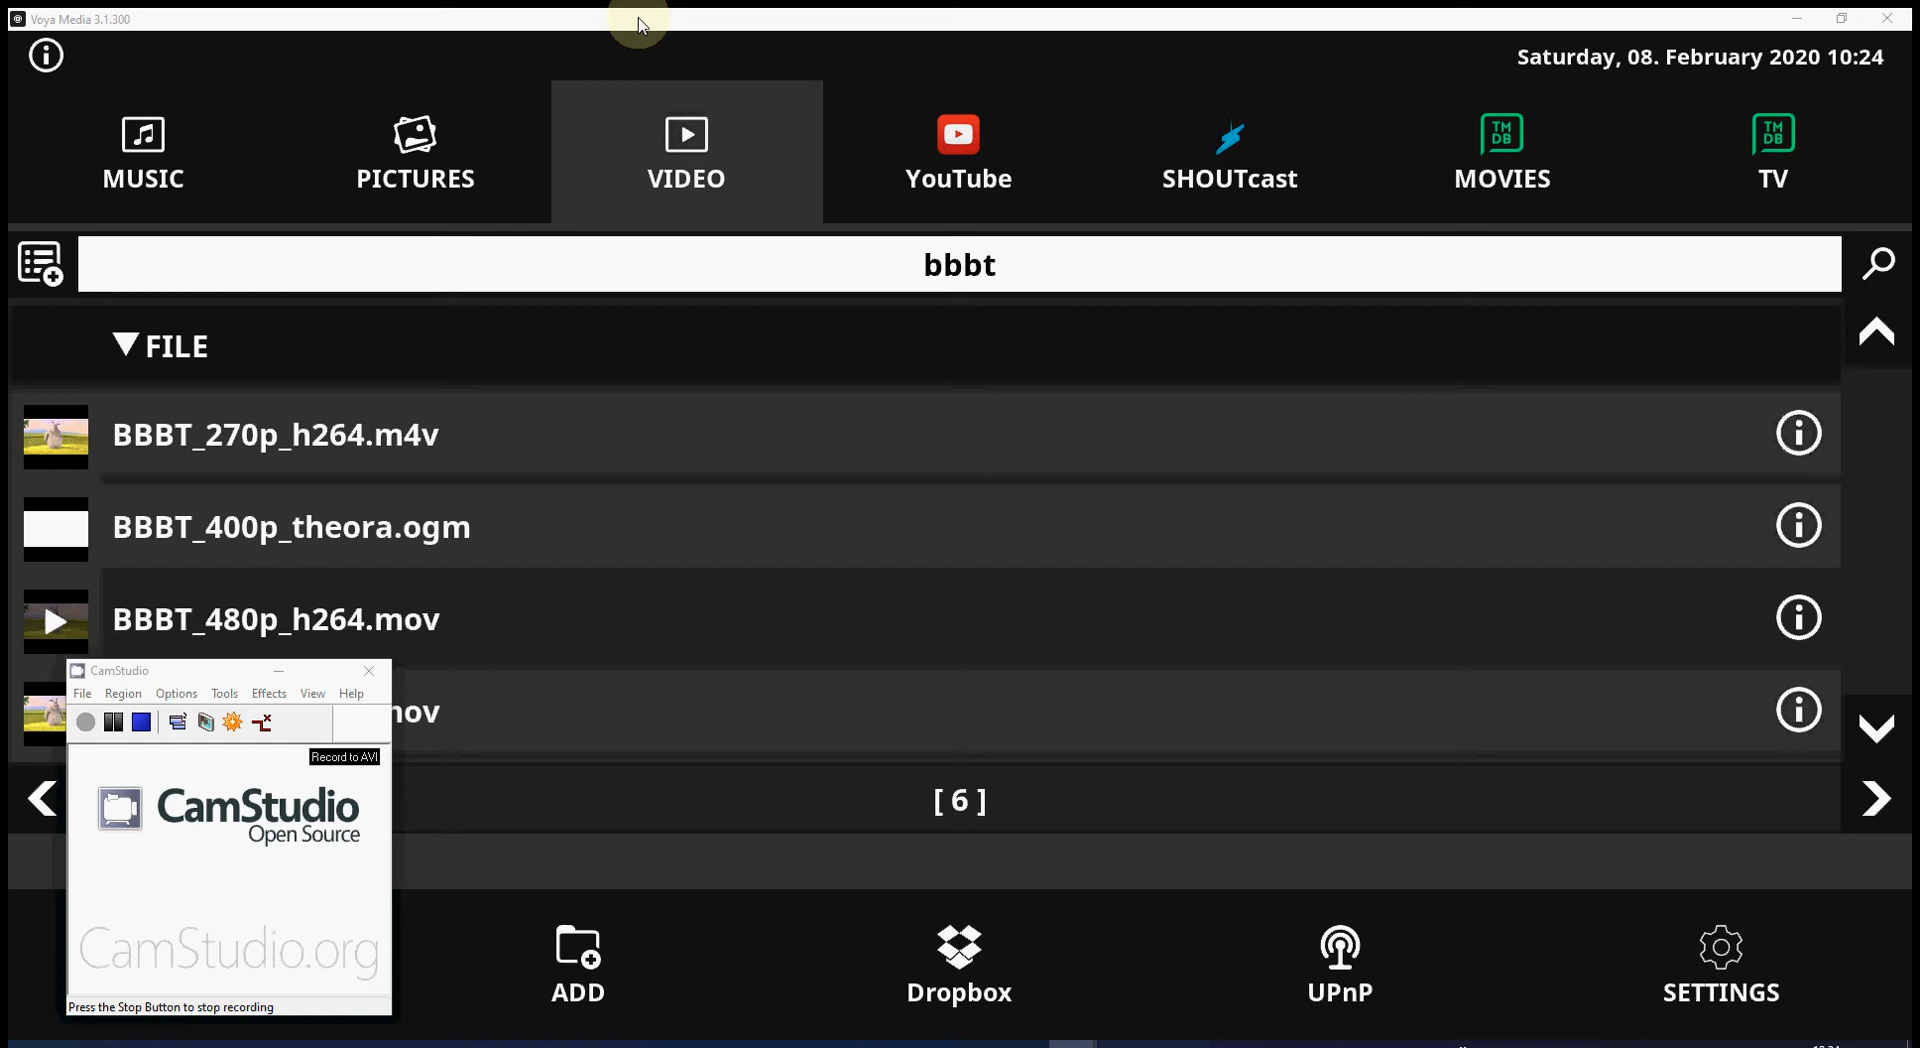 Voya Media 3.1.300
Saturday, 08. February 2020 10:24
MUSIC
PICTURES
VIDEO
YouTube
SHOUTcast
TM
DB
MOVIES
TM
DB
TV
bbbt
▼FILE
BBBT_270p_h264.m4v
BBBT_400p_theora.ogm
BBBT_480p_h264.mov
CamStudio
File Region Options Tools Effects View Help
Record to AVI
CamStudio
Open Source
CamStudio.org
Press the Stop Button to stop recording
[ 6 ]
ADD
Dropbox
UPnP
SETTINGS